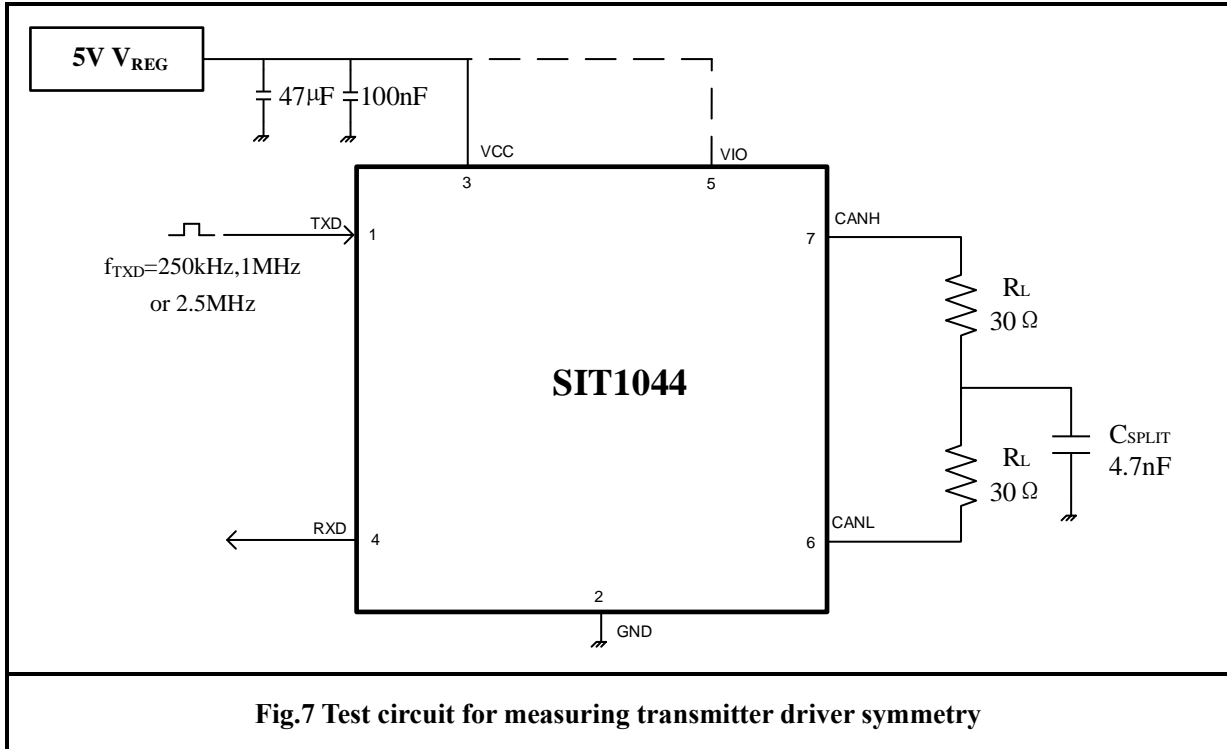 5V VREG
47μF
100nF
VCC
VIO
3
5
TXD
1
fTXD=250kHz,1MHz
or 2.5MHz
CANH
7
RL
30 Ω
SIT1044
CSPLIT
4.7nF
RL
30 Ω
RXD
4
CANL
6
2
GND
Fig.7 Test circuit for measuring transmitter driver symmetry